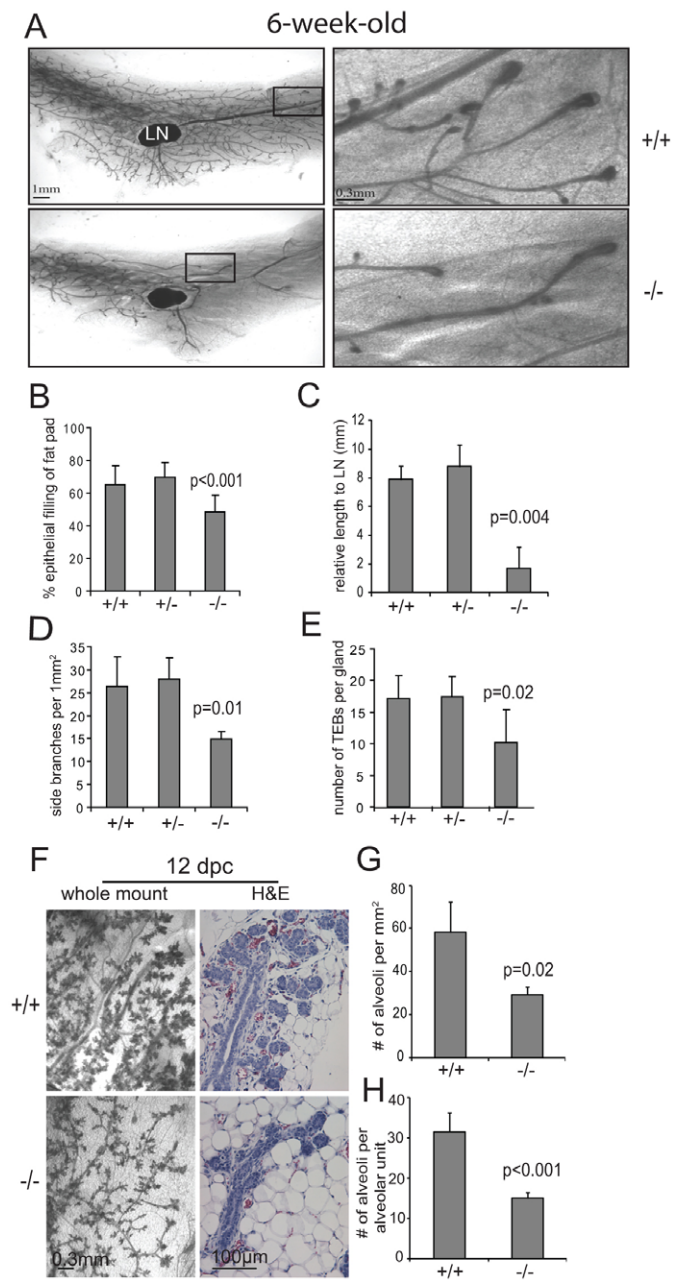 A
6-week-old
LN
1mm
0.3mm
+/+
-/-
B
% epithelial filling of fat pad
100
80
60
40
20
0
p<0.001
+/+ +/- -/-
C
relative length to LN (mm)
12
10
8
6
4
2
0
p=0.004
+/+ +/- -/-
D
side branches per 1mm²
35
30
25
20
15
10
5
0
p=0.01
+/+ +/- -/-
E
number of TEBs per gland
25
20
15
10
5
0
p=0.02
+/+ +/- -/-
F
12 dpc
whole mount H&E
+/+
-/-
0.3mm
100µm
G
# of alveoli per mm²
80
60
40
20
0
p=0.02
+/+ -/-
H
# of alveoli per
alveolar unit
40
30
20
10
0
p<0.001
+/+ -/-